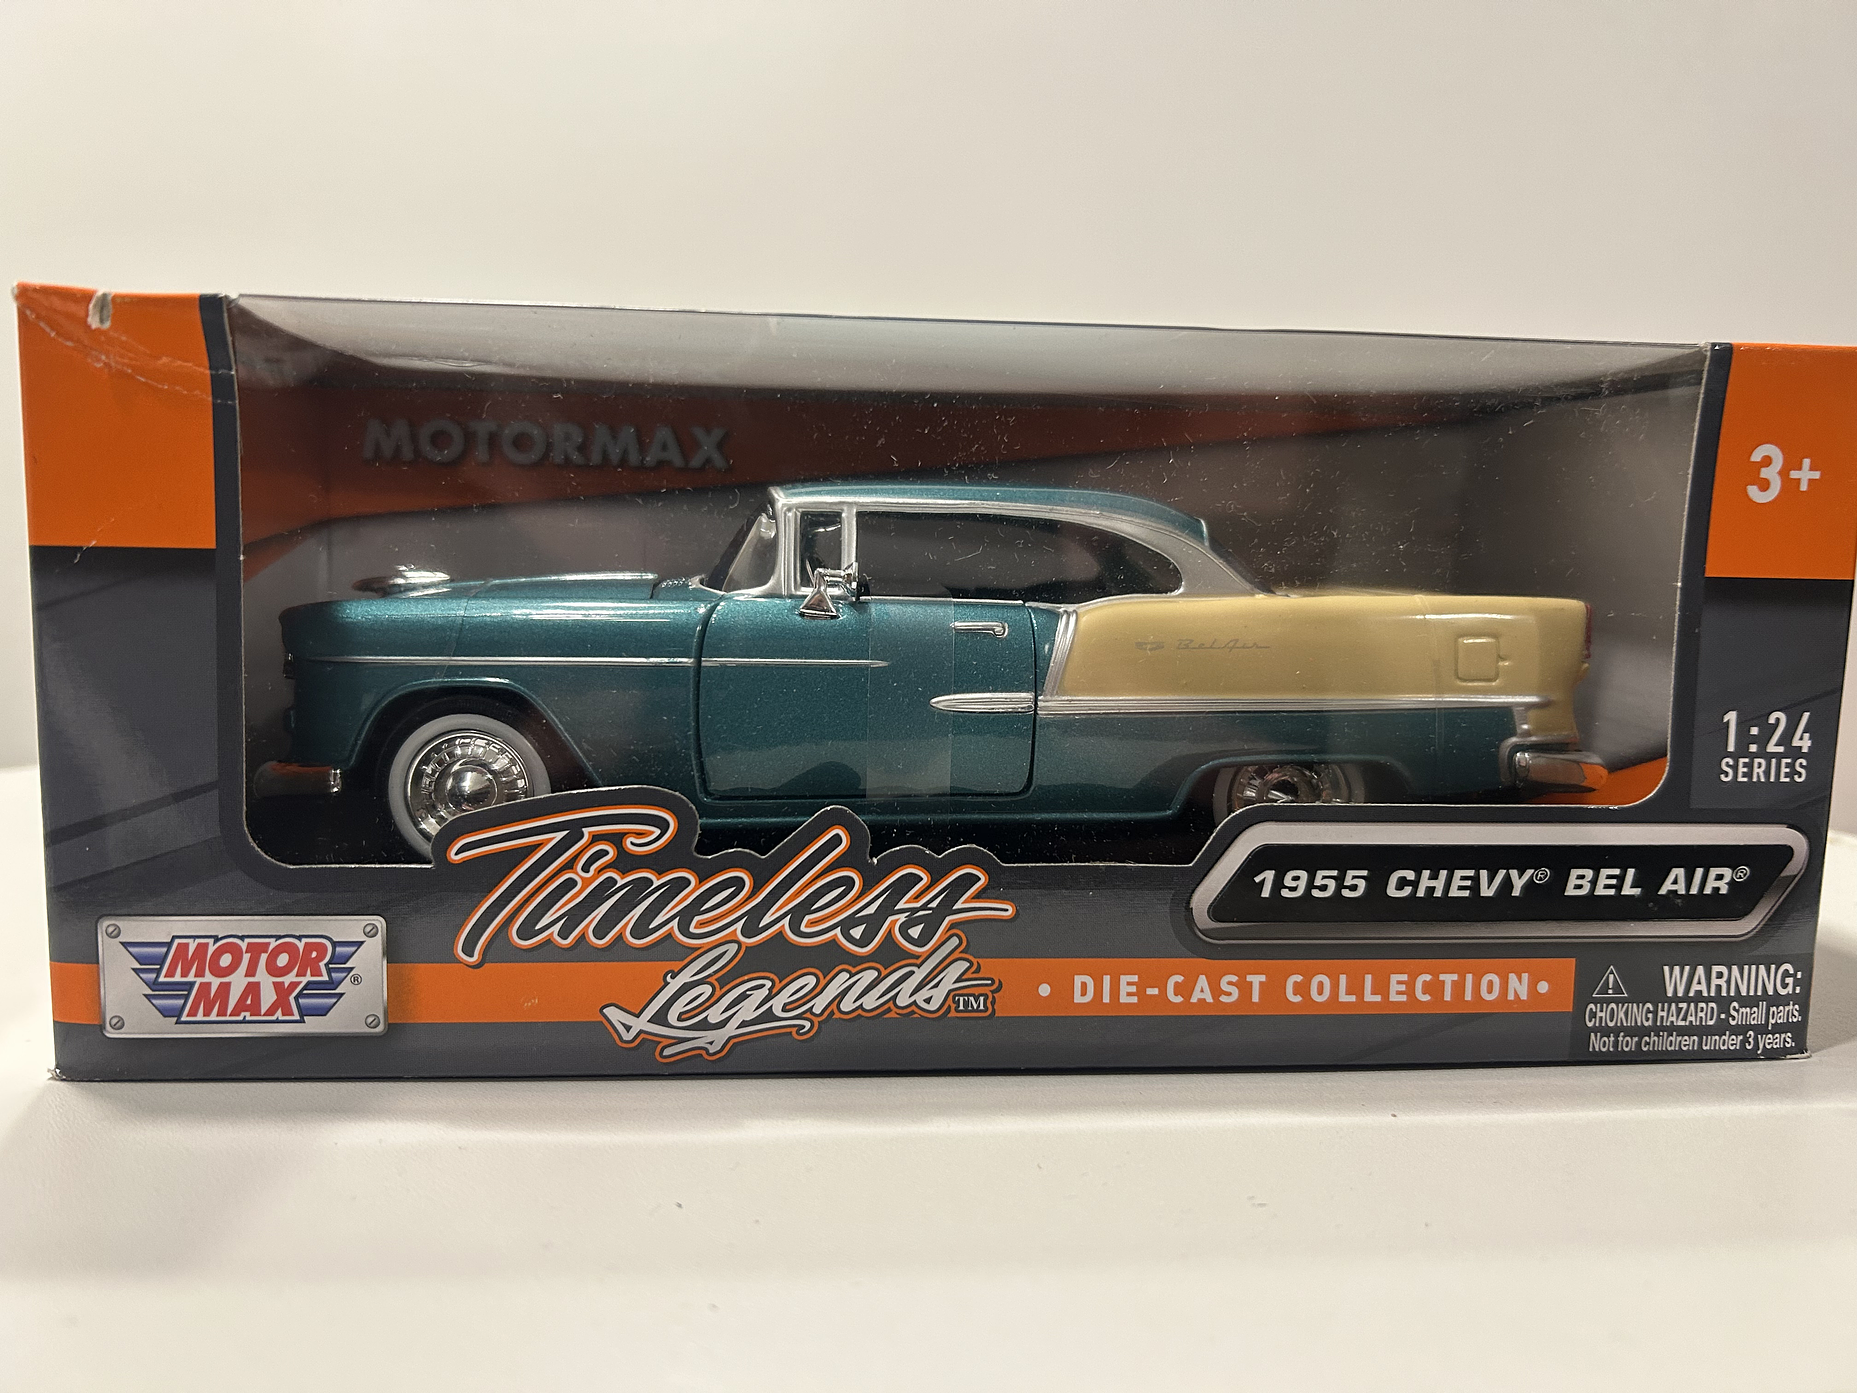 MOTORMAX
3+
Bel Air
1:24
SERIES
1955 CHEVY® BEL AIR®
Timeless
Legends™
MOTOR
MAX®
• DIE-CAST COLLECTION •
⚠ WARNING:
CHOKING HAZARD - Small parts.
Not for children under 3 years.